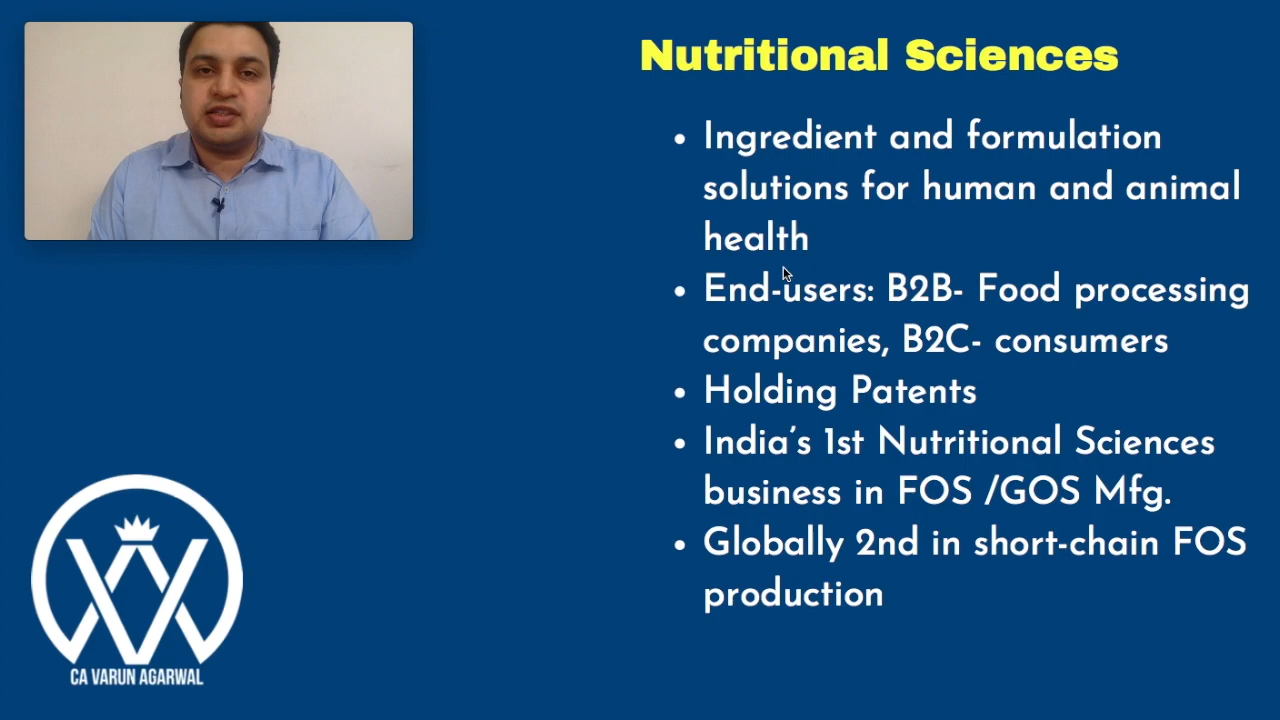 Nutritional Sciences
• Ingredient and formulation
solutions for human and animal
health
• End-users: B2B- Food processing
companies, B2C- consumers
• Holding Patents
• India's 1st Nutritional Sciences
business in FOS /GOS Mfg.
• Globally 2nd in short-chain FOS
production
CA VARUN AGARWAL